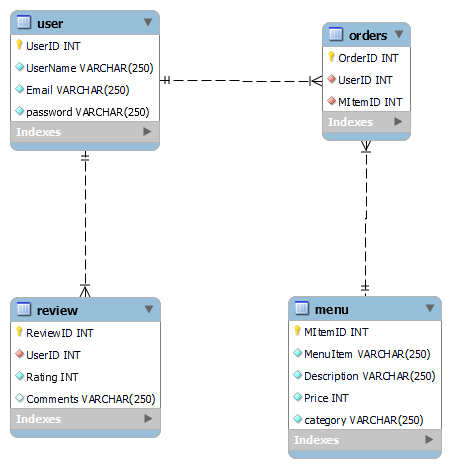 user
UserID INT
UserName VARCHAR(250)
Email VARCHAR(250)
password VARCHAR(250)
Indexes
orders
OrderID INT
UserID INT
MItemID INT
Indexes
review
ReviewID INT
UserID INT
Rating INT
Comments VARCHAR(250)
Indexes
menu
MItemID INT
MenuItem VARCHAR(250)
Description VARCHAR(250)
Price INT
category VARCHAR(250)
Indexes